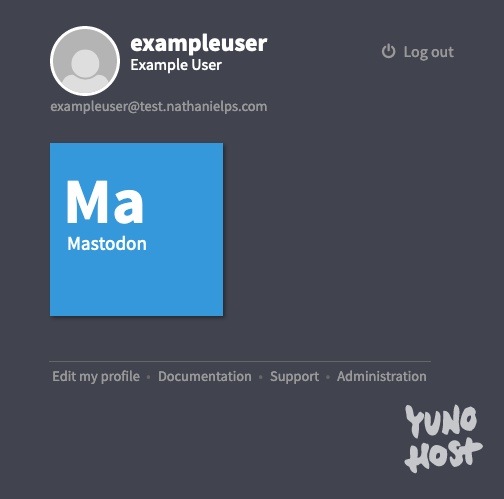 exampleuser
Example User
Log out
exampleuser@test.nathanielps.com
Ma
Mastodon
Edit my profile • Documentation • Support • Administration
YUNO
HOST